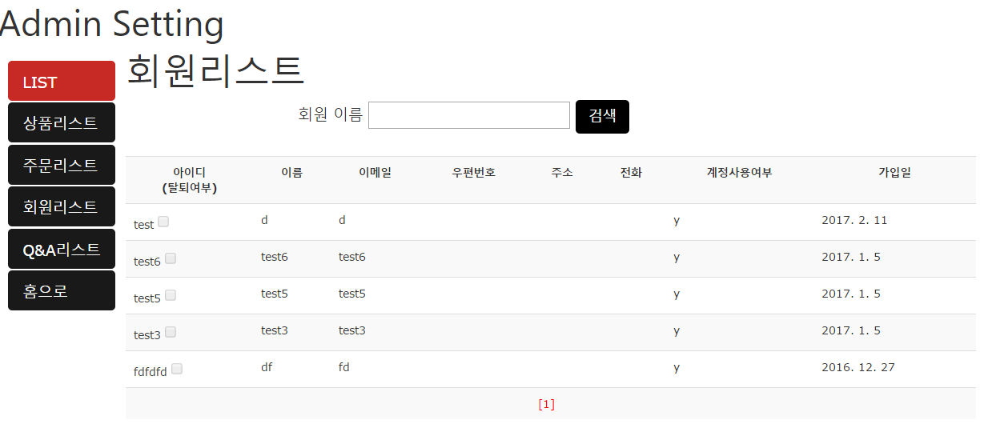 Admin Setting
LIST
상품리스트
주문리스트
회원리스트
Q&A리스트
홈으로
회원리스트
회원 이름 검색
아이디 이름 이메일 우편번호 주소 전화 계정사용여부 가입일
(탈퇴여부)
test d d y 2017. 2. 11
test6 test6 test6 y 2017. 1. 5
test5 test5 test5 y 2017. 1. 5
test3 test3 test3 y 2017. 1. 5
fdfdfd df fd y 2016. 12. 27
[1]